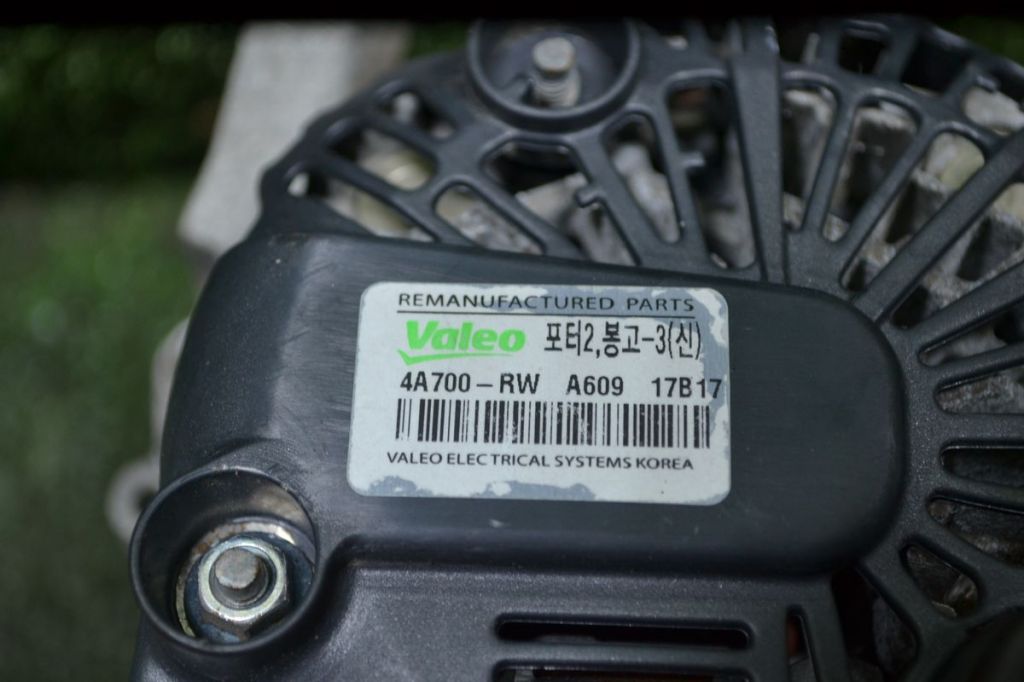 REMANUFACTURED PARTS
Valeo 포터2,봉고-3(신)
4A700-RW A609 17B17
VALEO ELECTRICAL SYSTEMS KOREA